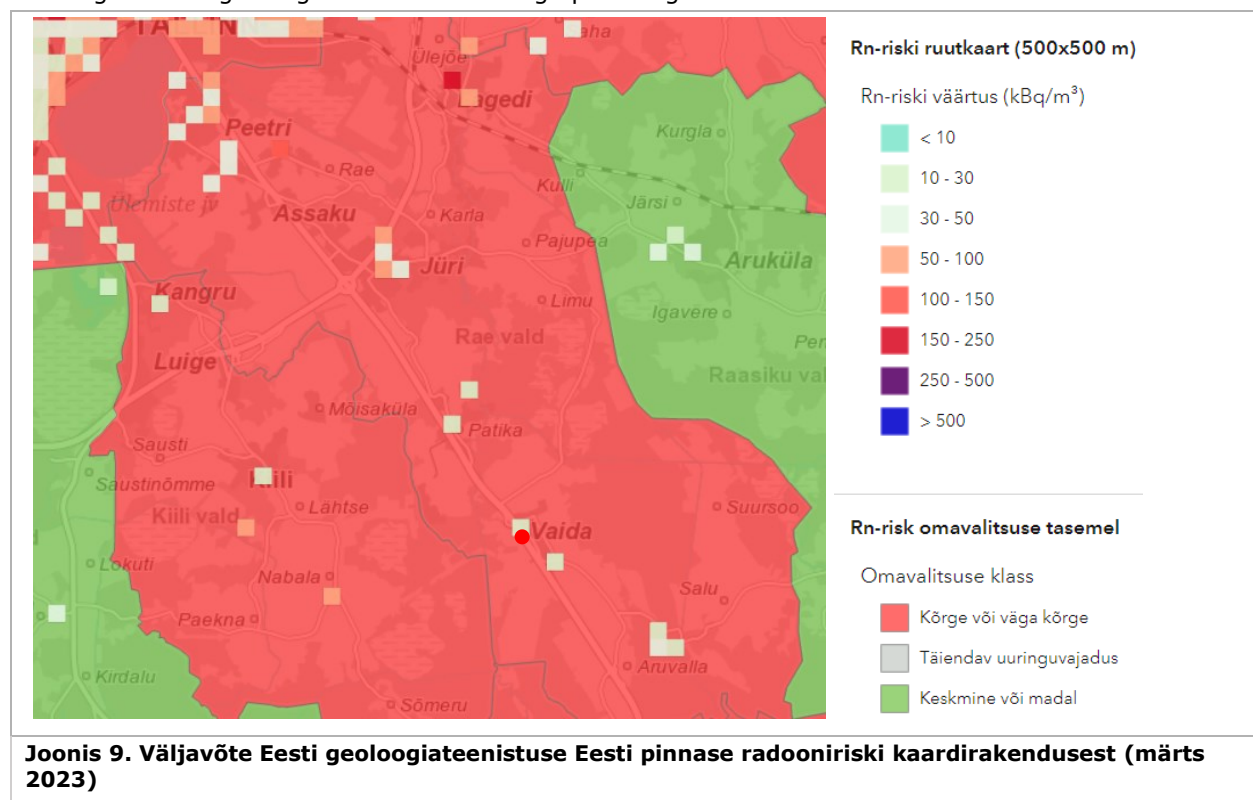 TALLINN
Ülejõe
Lagedi
Peetri
Kurgla
Rae
Kulli
Järsi
Ülemiste jv
Assaku
Karla
Pajupea
Aruküla
Jüri
Kangru
Limu
Igavere
Rae vald
Luige
Raasiku val
Mõisaküla
Patika
Sausti
Saustinõmme
Kiili
Kiili vald
Lähtse
Suursoo
Vaida
Lokuti
Nabala
Salu
Paekna
Aruvalla
Kirdalu
Sõmeru
Rn-riski ruutkaart (500x500 m)
Rn-riski väärtus (kBq/m³)
< 10
10 - 30
30 - 50
50 - 100
100 - 150
150 - 250
250 - 500
> 500
Rn-risk omavalitsuse tasemel
Omavalitsuse klass
Kõrge või väga kõrge
Täiendav uuringuvajadus
Keskmine või madal
Joonis 9. Väljavõte Eesti geoloogiateenistuse Eesti pinnase radooniriski kaardirakendusest (märts
2023)